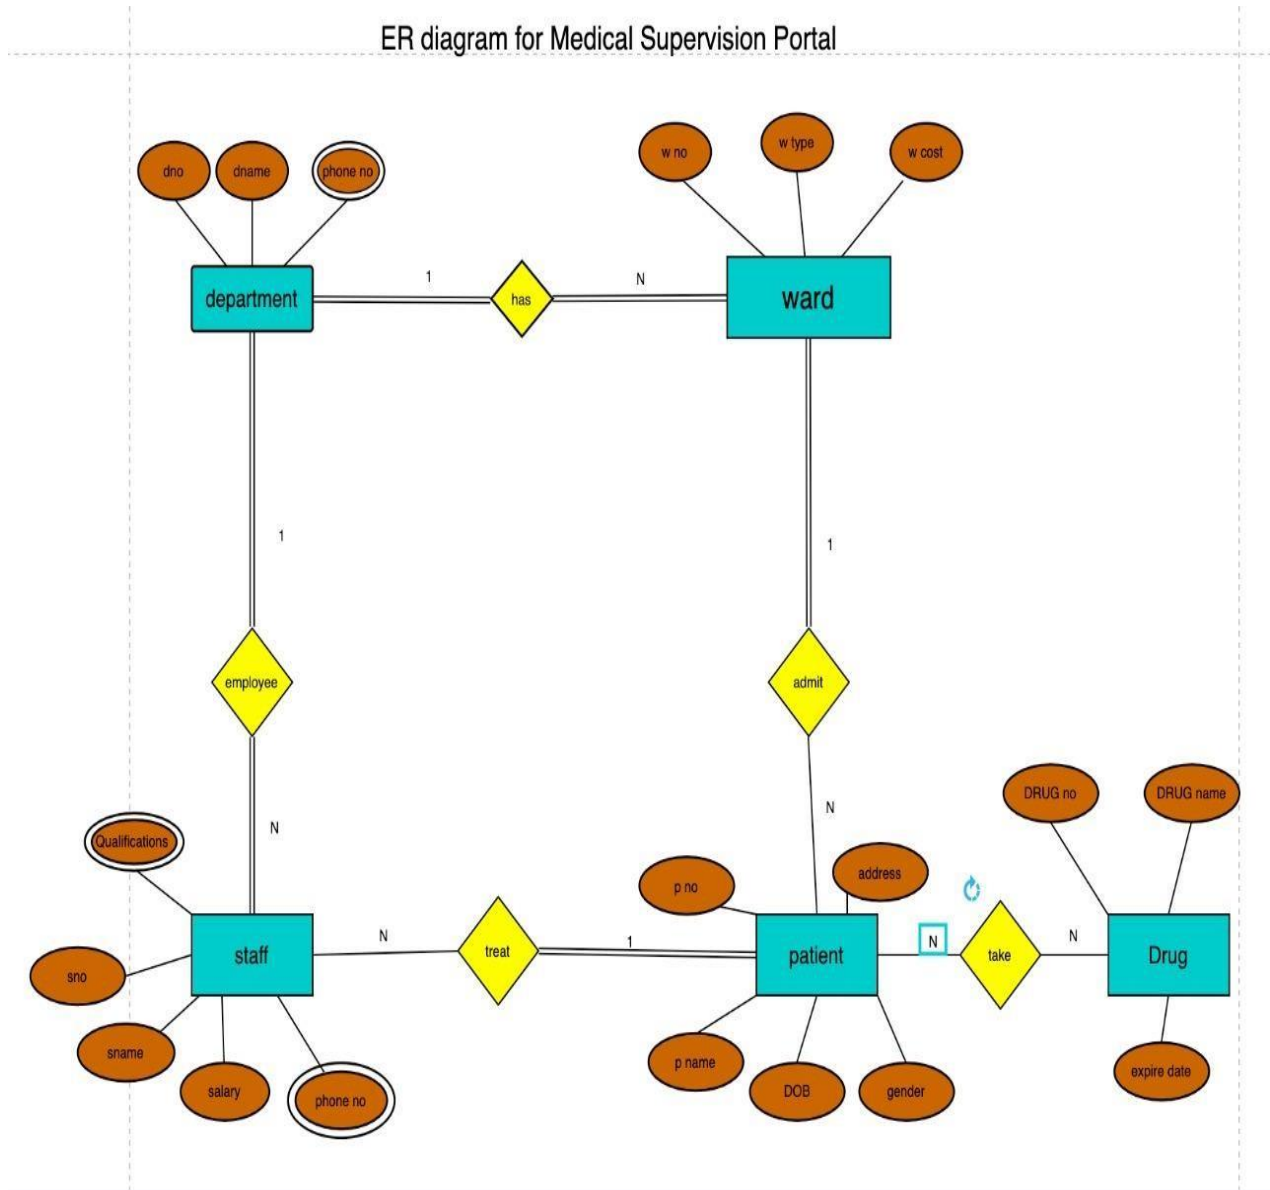 ER diagram for Medical Supervision Portal
dno
dname
phone no
w no
w type
w cost
department
1
has
N
ward
1
1
employee
admit
N
N
Qualifications
DRUG no
DRUG name
p no
address
staff
N
treat
1
patient
N
take
N
Drug
sno
sname
salary
phone no
p name
DOB
gender
expire date